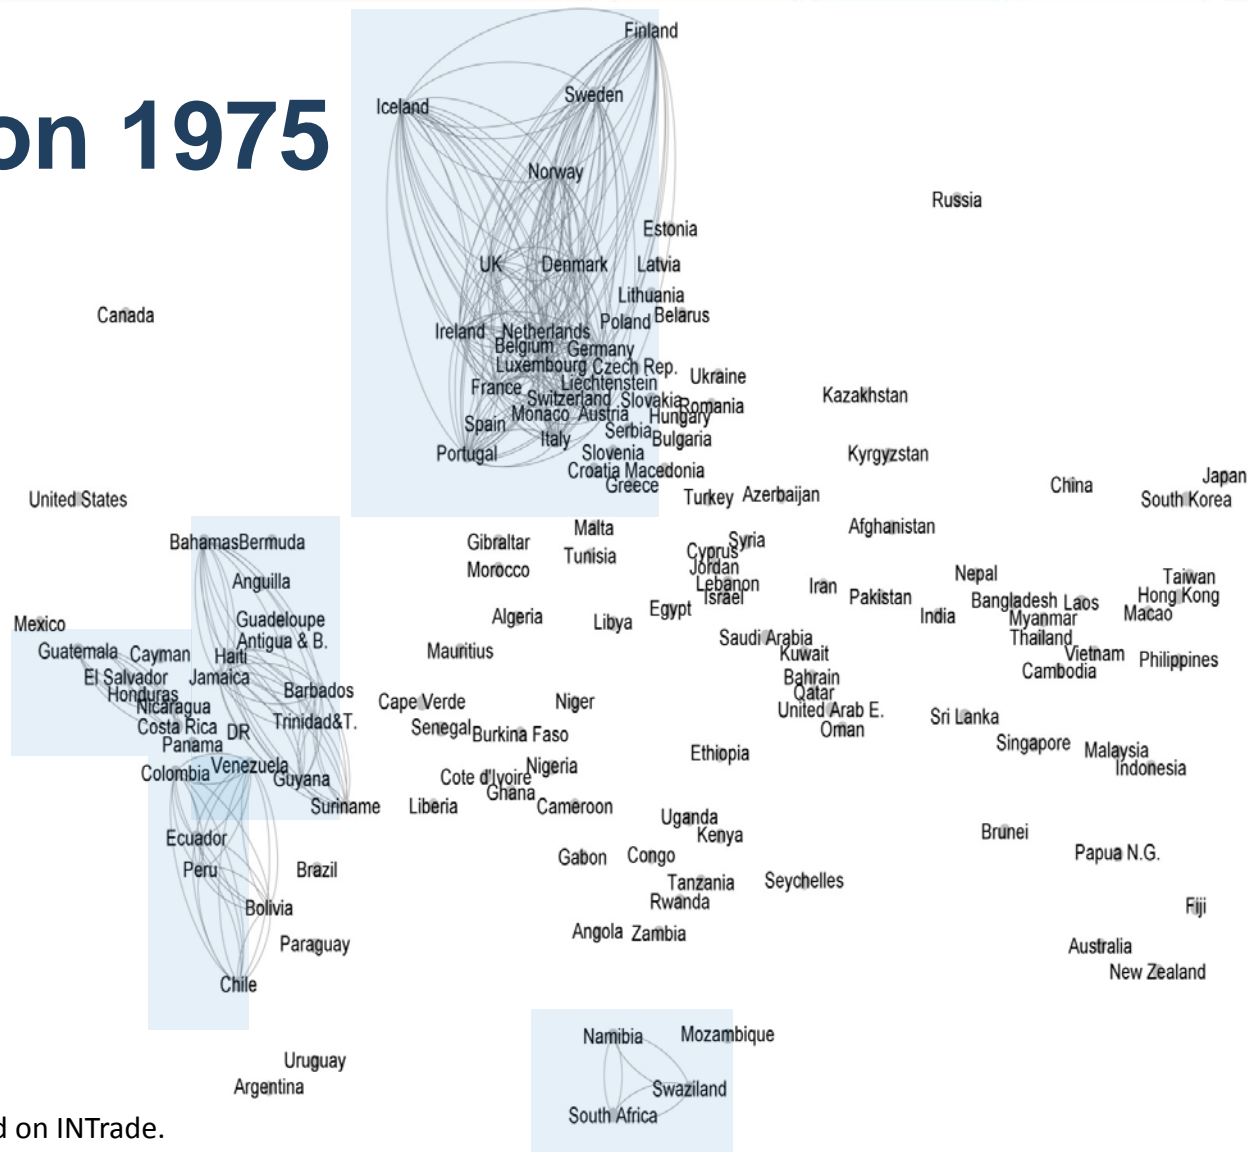 on 1975
Finland
Sweden
Iceland
Norway
Russia
Estonia
UK
Denmark
Latvia
Lithuania
Canada
Poland
Belarus
Ireland
Netherlands
Belgium
Germany
Luxembourg
Czech Rep.
Ukraine
Liechtenstein
France
Kazakhstan
Switzerland
Slovakia
Romania
Monaco
Austria
Hungary
Spain
Serbia
Italy
Bulgaria
Portugal
Slovenia
Kyrgyzstan
Croatia
Macedonia
Japan
Greece
China
United States
Turkey
Azerbaijan
South Korea
Malta
Afghanistan
Bahamas
Bermuda
Gibraltar
Syria
Cyprus
Tunisia
Morocco
Jordan
Nepal
Taiwan
Anguilla
Lebanon
Iran
Israel
Pakistan
Hong Kong
Bangladesh
Laos
Egypt
Macao
Algeria
India
Myanmar
Guadeloupe
Mexico
Libya
Saudi Arabia
Thailand
Antigua & B.
Guatemala
Cayman
Haiti
Mauritius
Kuwait
Vietnam
Philippines
El Salvador
Jamaica
Bahrain
Cambodia
Honduras
Barbados
Qatar
Nicaragua
Cape Verde
Niger
United Arab E.
Sri Lanka
Trinidad&T.
Costa Rica
Senegal
DR
Burkina Faso
Oman
Panama
Singapore
Ethiopia
Malaysia
Venezuela
Nigeria
Indonesia
Colombia
Guyana
Cote d'Ivoire
Ghana
Suriname
Liberia
Cameroon
Uganda
Brunei
Ecuador
Kenya
Papua N.G.
Gabon
Congo
Peru
Brazil
Tanzania
Seychelles
Rwanda
Bolivia
Fiji
Angola
Zambia
Paraguay
Australia
New Zealand
Chile
Namibia
Mozambique
Uruguay
Argentina
Swaziland
South Africa
d on INTrade.